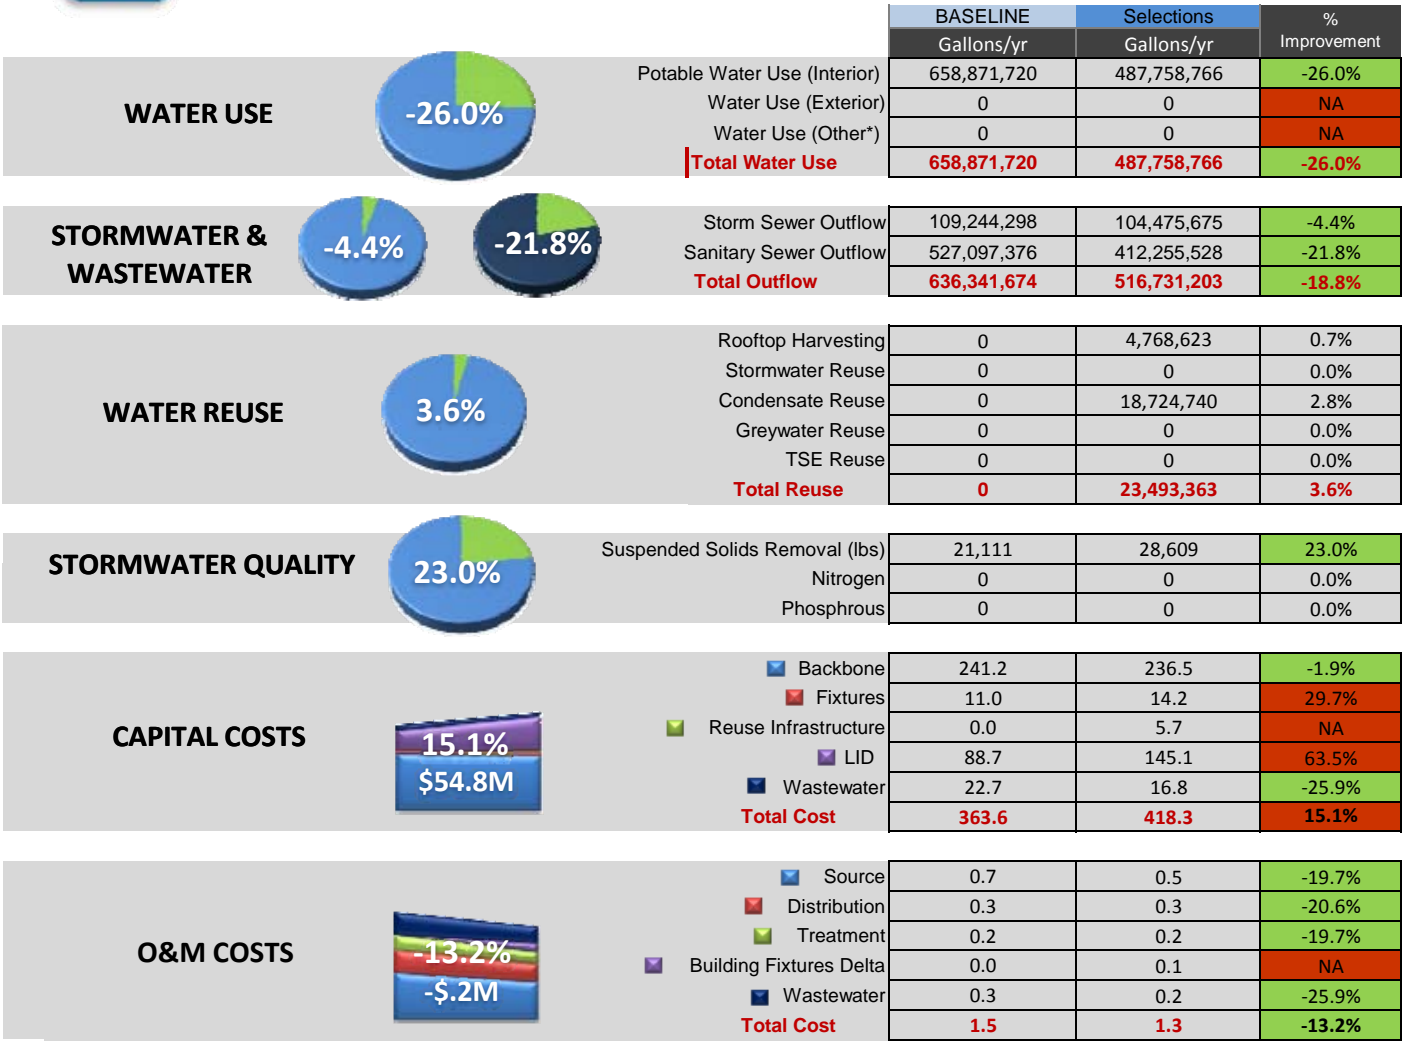 BASELINE Selections %
Gallons/yr Gallons/yr Improvement
WATER USE
-26.0%
Potable Water Use (Interior) 658,871,720 487,758,766 -26.0%
Water Use (Exterior) 0 0 NA
Water Use (Other*) 0 0 NA
Total Water Use 658,871,720 487,758,766 -26.0%
STORMWATER &
WASTEWATER
-4.4% -21.8%
Storm Sewer Outflow 109,244,298 104,475,675 -4.4%
Sanitary Sewer Outflow 527,097,376 412,255,528 -21.8%
Total Outflow 636,341,674 516,731,203 -18.8%
WATER REUSE
3.6%
Rooftop Harvesting 0 4,768,623 0.7%
Stormwater Reuse 0 0 0.0%
Condensate Reuse 0 18,724,740 2.8%
Greywater Reuse 0 0 0.0%
TSE Reuse 0 0 0.0%
Total Reuse 0 23,493,363 3.6%
STORMWATER QUALITY
23.0%
Suspended Solids Removal (lbs) 21,111 28,609 23.0%
Nitrogen 0 0 0.0%
Phosphrous 0 0 0.0%
CAPITAL COSTS
15.1%
$54.8M
Backbone 241.2 236.5 -1.9%
Fixtures 11.0 14.2 29.7%
Reuse Infrastructure 0.0 5.7 NA
LID 88.7 145.1 63.5%
Wastewater 22.7 16.8 -25.9%
Total Cost 363.6 418.3 15.1%
O&M COSTS
-13.2%
-$.2M
Source 0.7 0.5 -19.7%
Distribution 0.3 0.3 -20.6%
Treatment 0.2 0.2 -19.7%
Building Fixtures Delta 0.0 0.1 NA
Wastewater 0.3 0.2 -25.9%
Total Cost 1.5 1.3 -13.2%